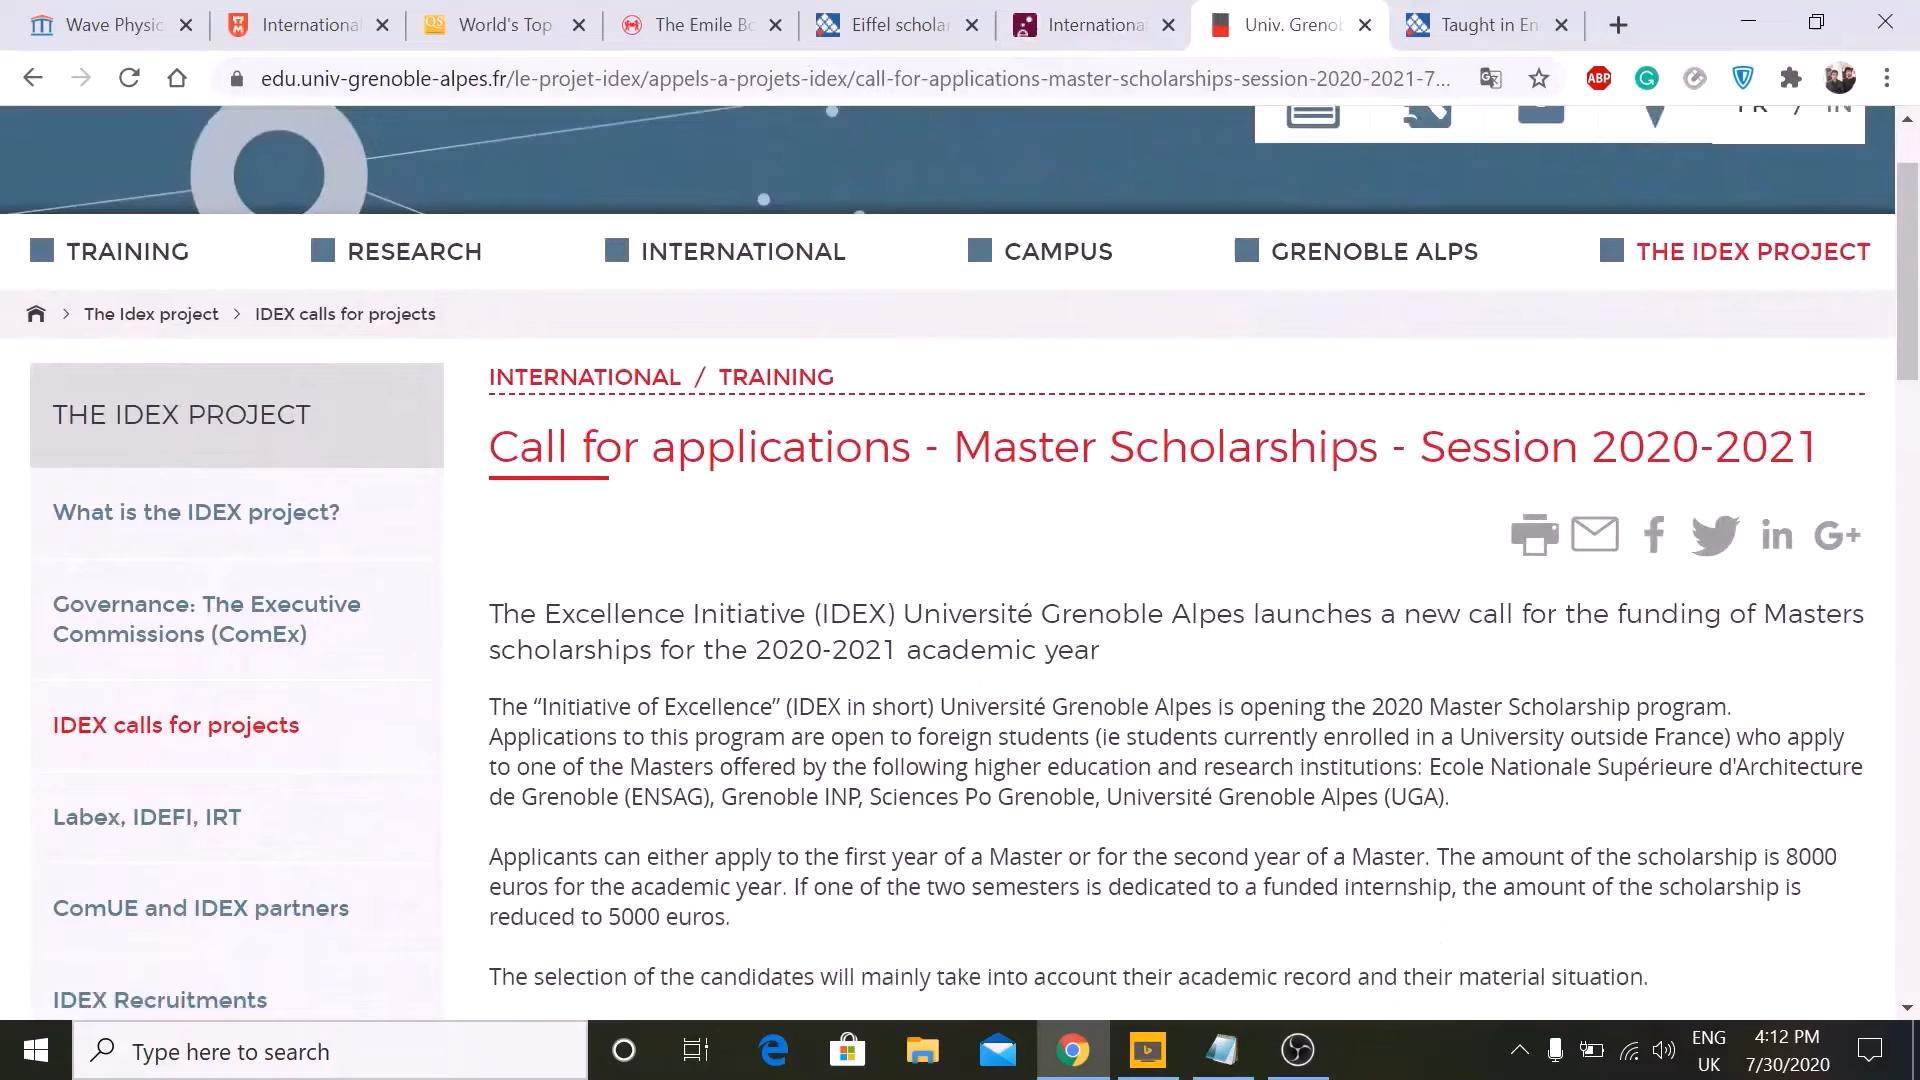 Wave Physic
International
World's Top
The Emile Bo
Eiffel scholar
International
Univ. Grenob
Taught in En
edu.univ-grenoble-alpes.fr/le-projet-idex/appels-a-projets-idex/call-for-applications-master-scholarships-session-2020-2021-7...
ABP
TRAINING
RESEARCH
INTERNATIONAL
CAMPUS
GRENOBLE ALPS
THE IDEX PROJECT
The Idex project > IDEX calls for projects
THE IDEX PROJECT
What is the IDEX project?
Governance: The Executive
Commissions (ComEx)
IDEX calls for projects
Labex, IDEFI, IRT
ComUE and IDEX partners
IDEX Recruitments
INTERNATIONAL / TRAINING
Call for applications - Master Scholarships - Session 2020-2021
The Excellence Initiative (IDEX) Université Grenoble Alpes launches a new call for the funding of Masters
scholarships for the 2020-2021 academic year
The “Initiative of Excellence” (IDEX in short) Université Grenoble Alpes is opening the 2020 Master Scholarship program.
Applications to this program are open to foreign students (ie students currently enrolled in a University outside France) who apply
to one of the Masters offered by the following higher education and research institutions: Ecole Nationale Supérieure d'Architecture
de Grenoble (ENSAG), Grenoble INP, Sciences Po Grenoble, Université Grenoble Alpes (UGA).
Applicants can either apply to the first year of a Master or for the second year of a Master. The amount of the scholarship is 8000
euros for the academic year. If one of the two semesters is dedicated to a funded internship, the amount of the scholarship is
reduced to 5000 euros.
The selection of the candidates will mainly take into account their academic record and their material situation.
Type here to search
ENG
UK
4:12 PM
7/30/2020